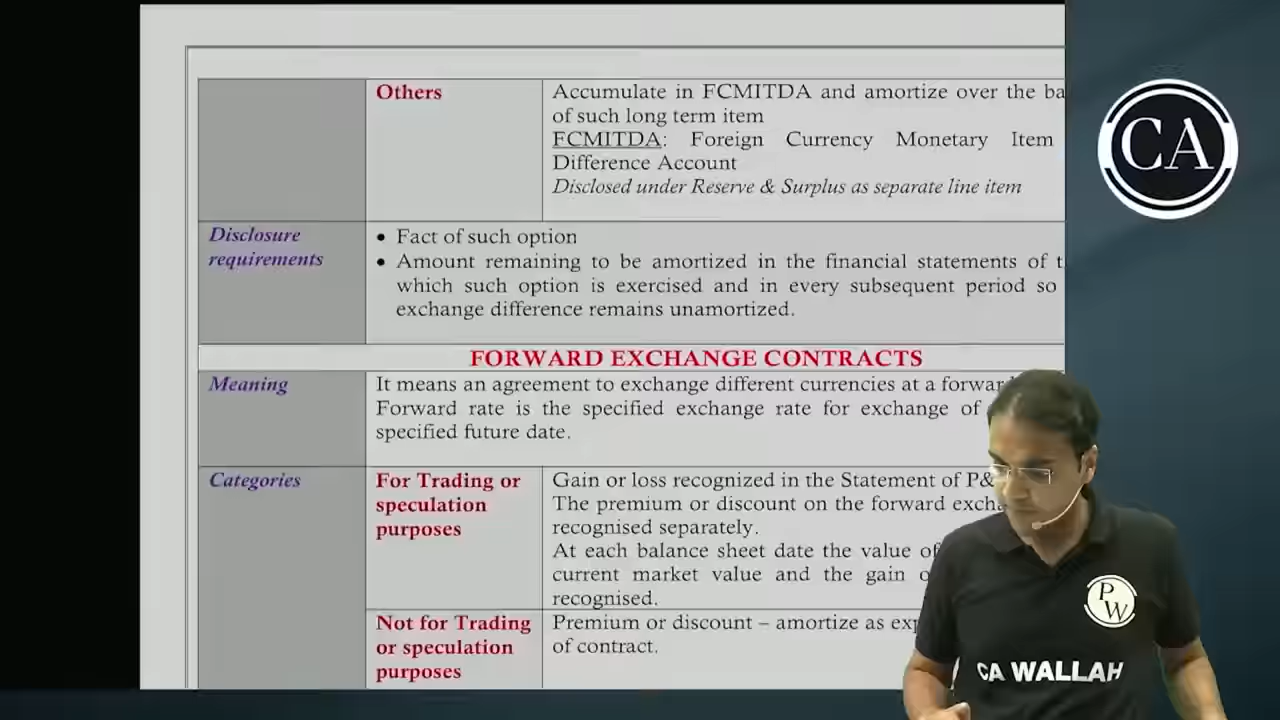 Others
Accumulate in FCMITDA and amortize over the ba
of such long term item
FCMITDA: Foreign Currency Monetary Item
Difference Account
Disclosed under Reserve & Surplus as separate line item
Disclosure
requirements
• Fact of such option
• Amount remaining to be amortized in the financial statements of t
which such option is exercised and in every subsequent period so
exchange difference remains unamortized.
FORWARD EXCHANGE CONTRACTS
Meaning
It means an agreement to exchange different currencies at a forward
Forward rate is the specified exchange rate for exchange of
specified future date.
Categories
For Trading or
speculation
purposes
Gain or loss recognized in the Statement of P&
The premium or discount on the forward excha
recognised separately.
At each balance sheet date the value of
current market value and the gain o
recognised.
Not for Trading
or speculation
purposes
Premium or discount – amortize as exp
of contract.
CA
PW
CA WALLAH